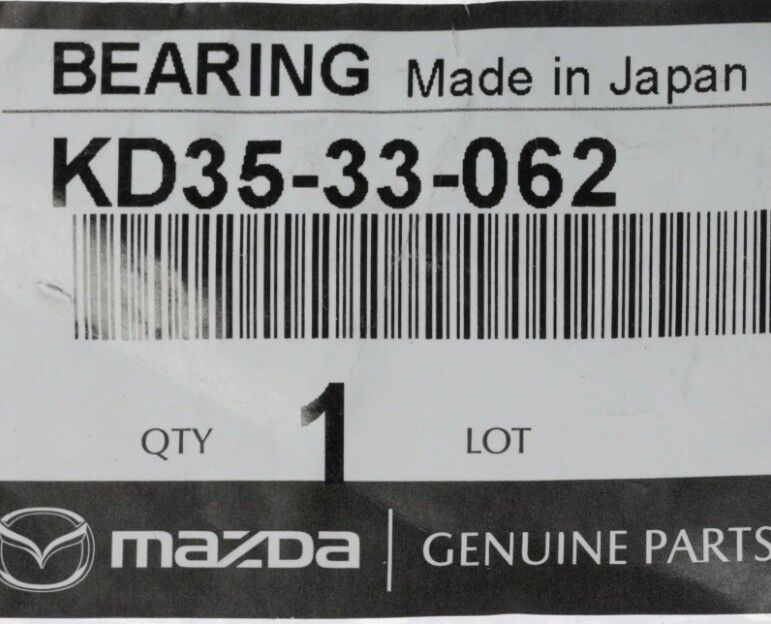 BEARING Made in Japan
KD35-33-062
QTY 1 LOT
mazda | GENUINE PARTS